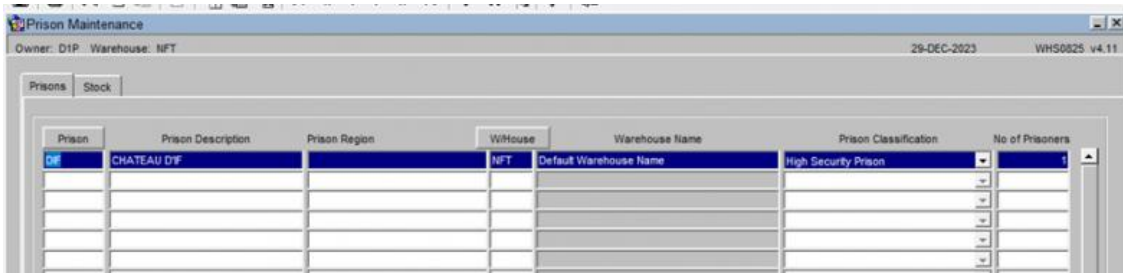 Prison Maintenance
Owner: D1P Warehouse: NFT 29-DEC-2023 WHS0825 v4.11
Prisons Stock
Prison Prison Description Prison Region W/House Warehouse Name Prison Classification No of Prisoners
DIF CHATEAU D'IF NFT Default Warehouse Name High Security Prison 1